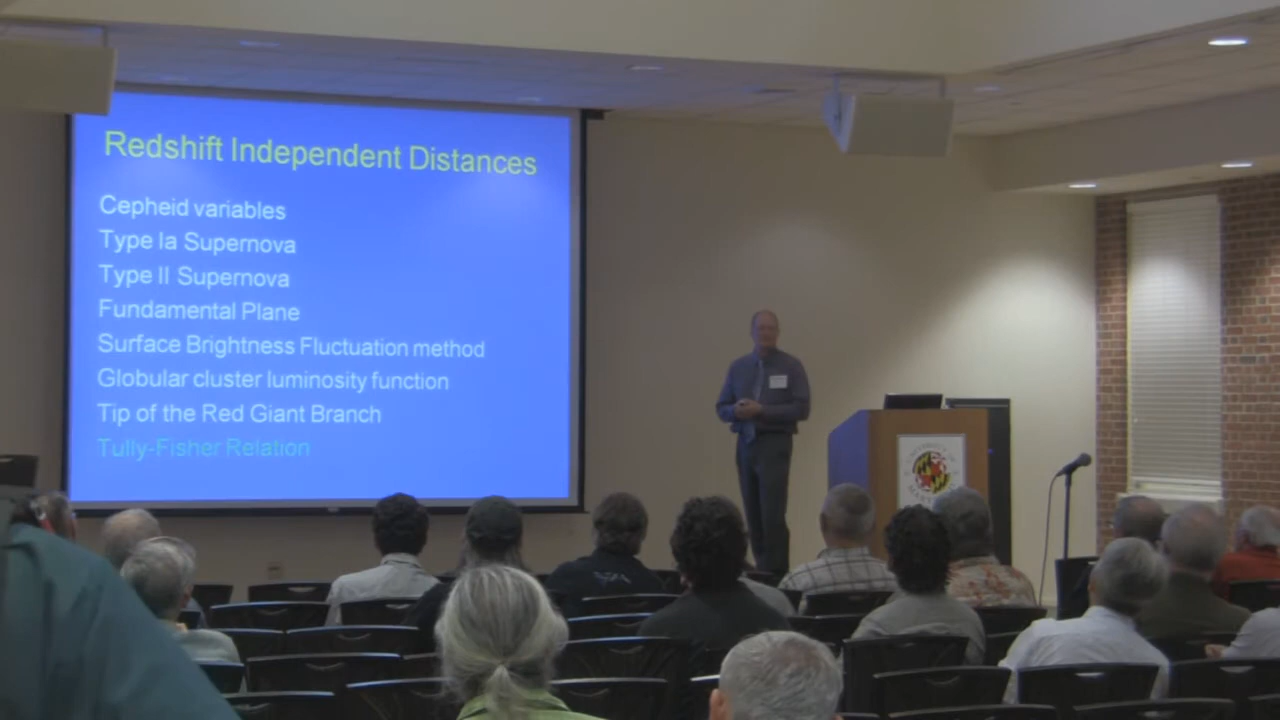 Redshift Independent Distances
Cepheid variables
Type Ia Supernova
Type II Supernova
Fundamental Plane
Surface Brightness Fluctuation method
Globular cluster luminosity function
Tip of the Red Giant Branch
Tully-Fisher Relation